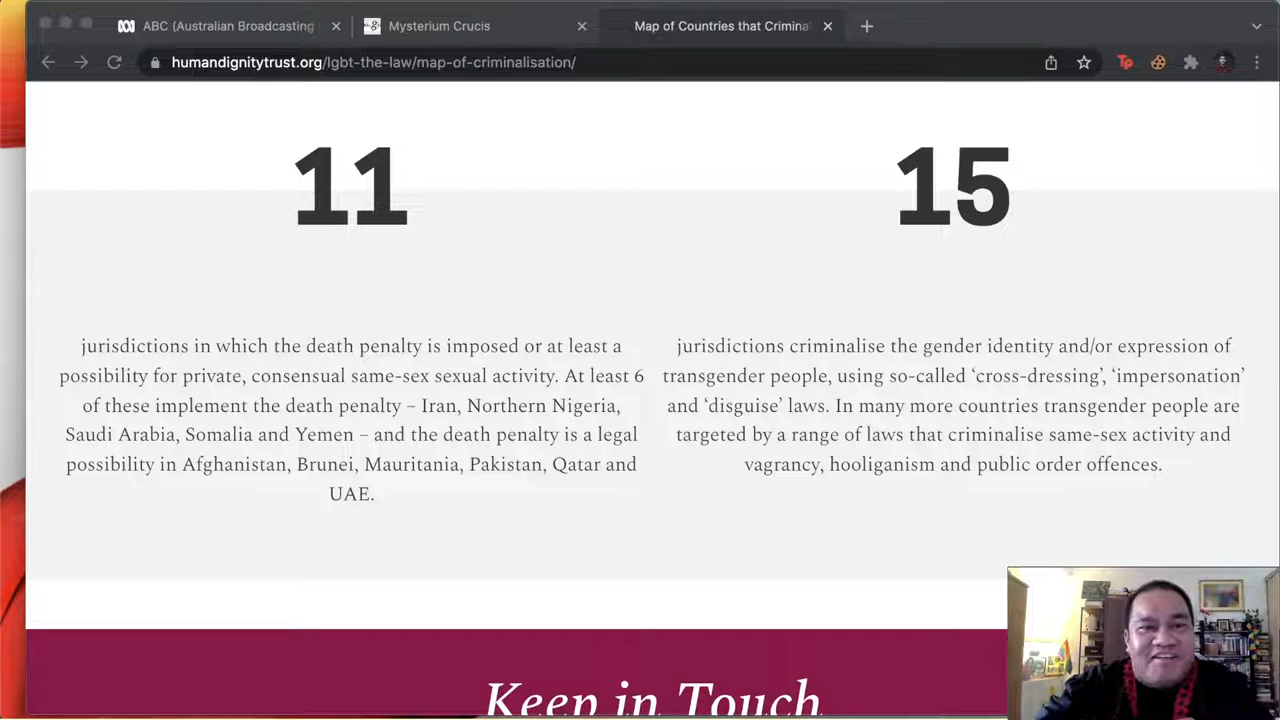 ABC (Australian Broadcasting
Mysterium Crucis
Map of Countries that Criminal
humandignitytrust.org/lgbt-the-law/map-of-criminalisation/
Tp
11
jurisdictions in which the death penalty is imposed or at least a
possibility for private, consensual same-sex sexual activity. At least 6
of these implement the death penalty – Iran, Northern Nigeria,
Saudi Arabia, Somalia and Yemen – and the death penalty is a legal
possibility in Afghanistan, Brunei, Mauritania, Pakistan, Qatar and
UAE.
15
jurisdictions criminalise the gender identity and/or expression of
transgender people, using so-called ‘cross-dressing’, ‘impersonation’
and ‘disguise’ laws. In many more countries transgender people are
targeted by a range of laws that criminalise same-sex activity and
vagrancy, hooliganism and public order offences.
Keep in Touch